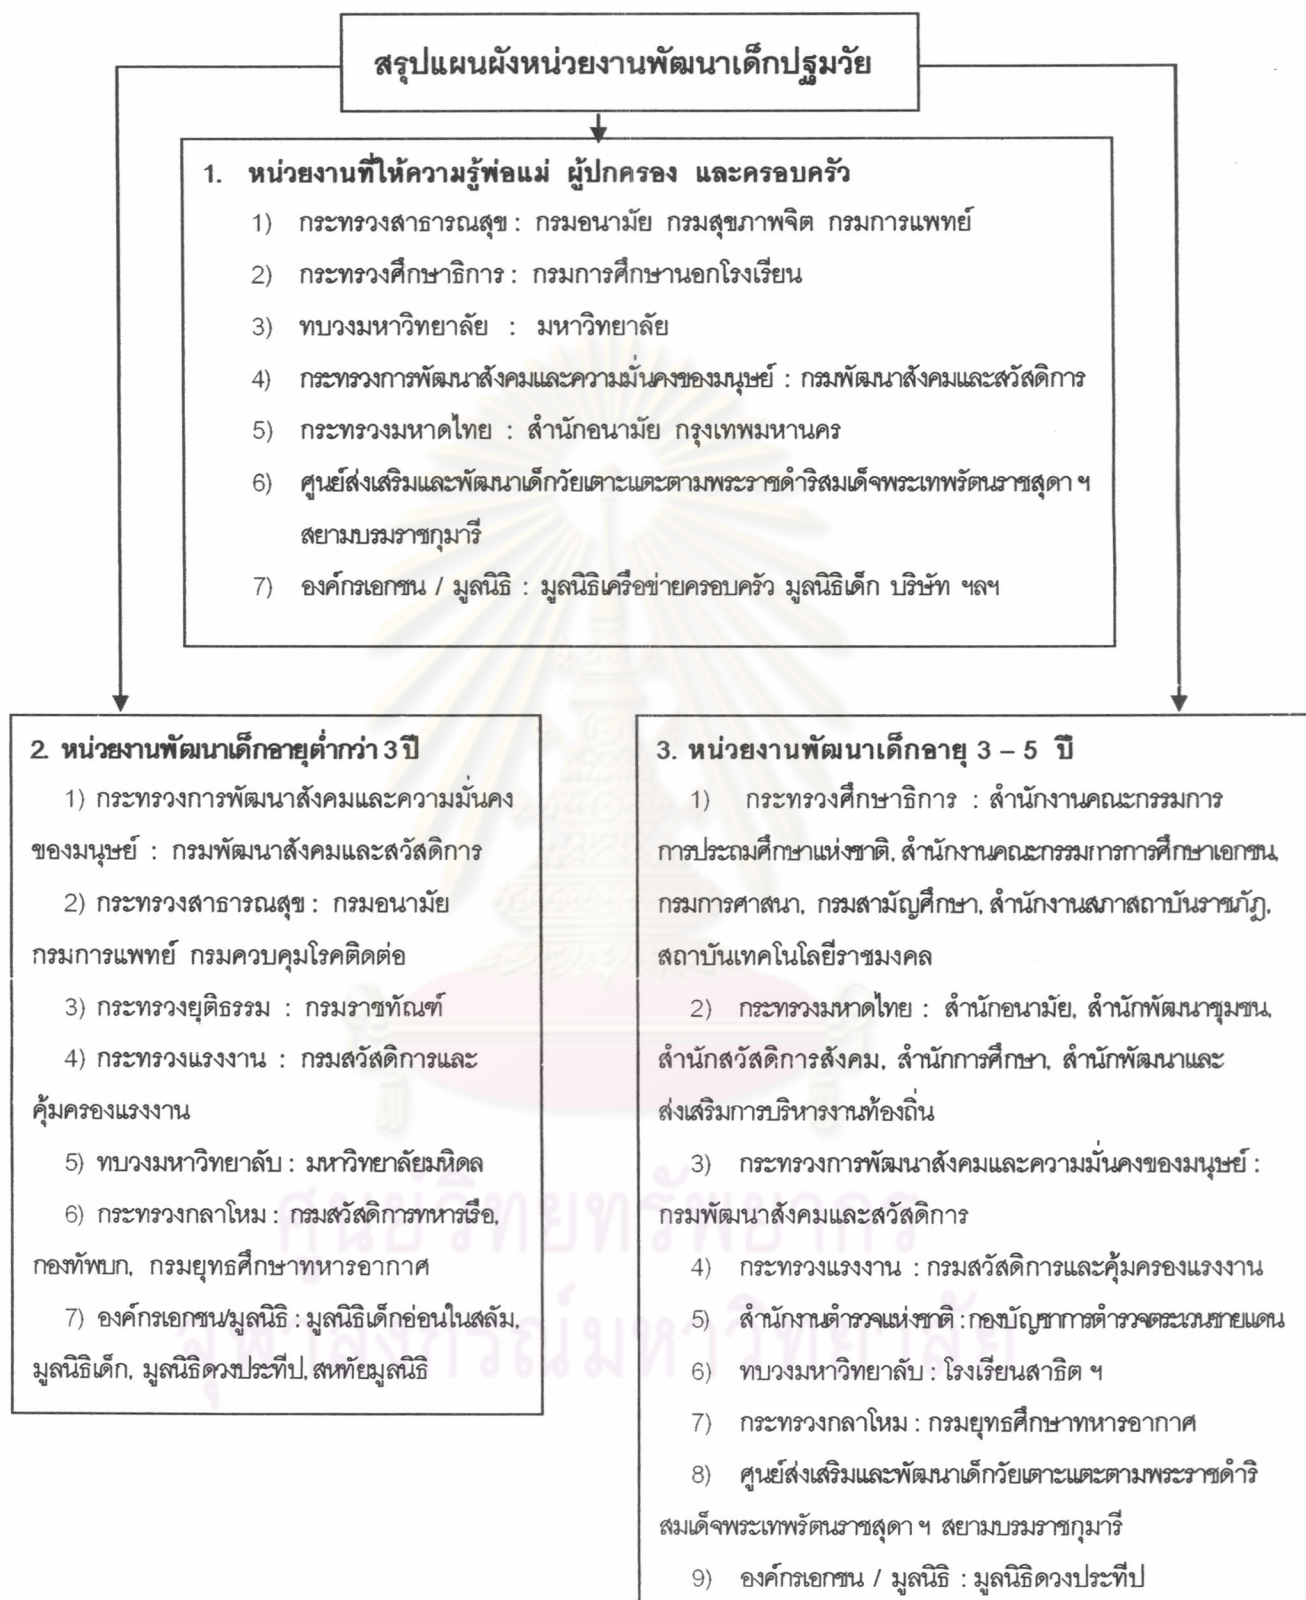 สรุปแผนผังหน่วยงานพัฒนาเด็กปฐมวัย
1. หน่วยงานที่ให้ความรู้พ่อแม่ ผู้ปกครอง และครอบครัว
1) กระทรวงสาธารณสุข : กรมอนามัย กรมสุขภาพจิต กรมการแพทย์
2) กระทรวงศึกษาธิการ : กรมการศึกษานอกโรงเรียน
3) ทบวงมหาวิทยาลัย : มหาวิทยาลัย
4) กระทรวงการพัฒนาสังคมและความมั่นคงของมนุษย์ : กรมพัฒนาสังคมและสวัสดิการ
5) กระทรวงมหาดไทย : สำนักอนามัย กรุงเทพมหานคร
6) ศูนย์ส่งเสริมและพัฒนาเด็กวัยเตาะแตะตามพระราชดำริสมเด็จพระเทพรัตนราชสุดา ฯ
สยามบรมราชกุมารี
7) องค์กรเอกชน / มูลนิธิ : มูลนิธิเครือข่ายครอบครัว มูลนิธิเด็ก บริษัท ฯลฯ
2. หน่วยงานพัฒนาเด็กอายุต่ำกว่า 3 ปี
1) กระทรวงการพัฒนาสังคมและความมั่นคง
ของมนุษย์ : กรมพัฒนาสังคมและสวัสดิการ
2) กระทรวงสาธารณสุข : กรมอนามัย
กรมการแพทย์ กรมควบคุมโรคติดต่อ
3) กระทรวงยุติธรรม : กรมราชทัณฑ์
4) กระทรวงแรงงาน : กรมสวัสดิการและ
คุ้มครองแรงงาน
5) ทบวงมหาวิทยาลับ : มหาวิทยาลัยมหิดล
6) กระทรวงกลาโหม : กรมสวัสดิการทหารเรือ,
กองทัพบก, กรมยุทธศึกษาทหารอากาศ
7) องค์กรเอกชน/มูลนิธิ : มูลนิธิเด็กอ่อนในสลัม,
มูลนิธิเด็ก, มูลนิธิดวงประทีป, สหทัยมูลนิธิ
3. หน่วยงานพัฒนาเด็กอายุ 3 – 5 ปี
1) กระทรวงศึกษาธิการ : สำนักงานคณะกรรมการ
การประถมศึกษาแห่งชาติ, สำนักงานคณะกรรมการการศึกษาเอกชน,
กรมการศาสนา, กรมสามัญศึกษา, สำนักงานสภาสถาบันราชภัฏ,
สถาบันเทคโนโลยีราชมงคล
2) กระทรวงมหาดไทย : สำนักอนามัย, สำนักพัฒนาชุมชน,
สำนักสวัสดิการสังคม, สำนักการศึกษา, สำนักพัฒนาและ
ส่งเสริมการบริหารงานท้องถิ่น
3) กระทรวงการพัฒนาสังคมและความมั่นคงของมนุษย์ :
กรมพัฒนาสังคมและสวัสดิการ
4) กระทรวงแรงงาน : กรมสวัสดิการและคุ้มครองแรงงาน
5) สำนักงานตำรวจแห่งชาติ : กองบัญชาการตำรวจตระเวนชายแดน
6) ทบวงมหาวิทยาลับ : โรงเรียนสาธิต ฯ
7) กระทรวงกลาโหม : กรมยุทธศึกษาทหารอากาศ
8) ศูนย์ส่งเสริมและพัฒนาเด็กวัยเตาะแตะตามพระราชดำริ
สมเด็จพระเทพรัตนราชสุดา ฯ สยามบรมราชกุมารี
9) องค์กรเอกชน / มูลนิธิ : มูลนิธิดวงประทีป
ศูนย์วิทยทรัพยากร
จุฬาลงกรณ์มหาวิทยาลัย